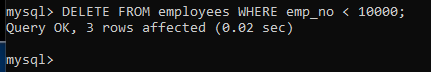 mysql> DELETE FROM employees WHERE emp_no < 10000;
Query OK, 3 rows affected (0.02 sec)
mysql>